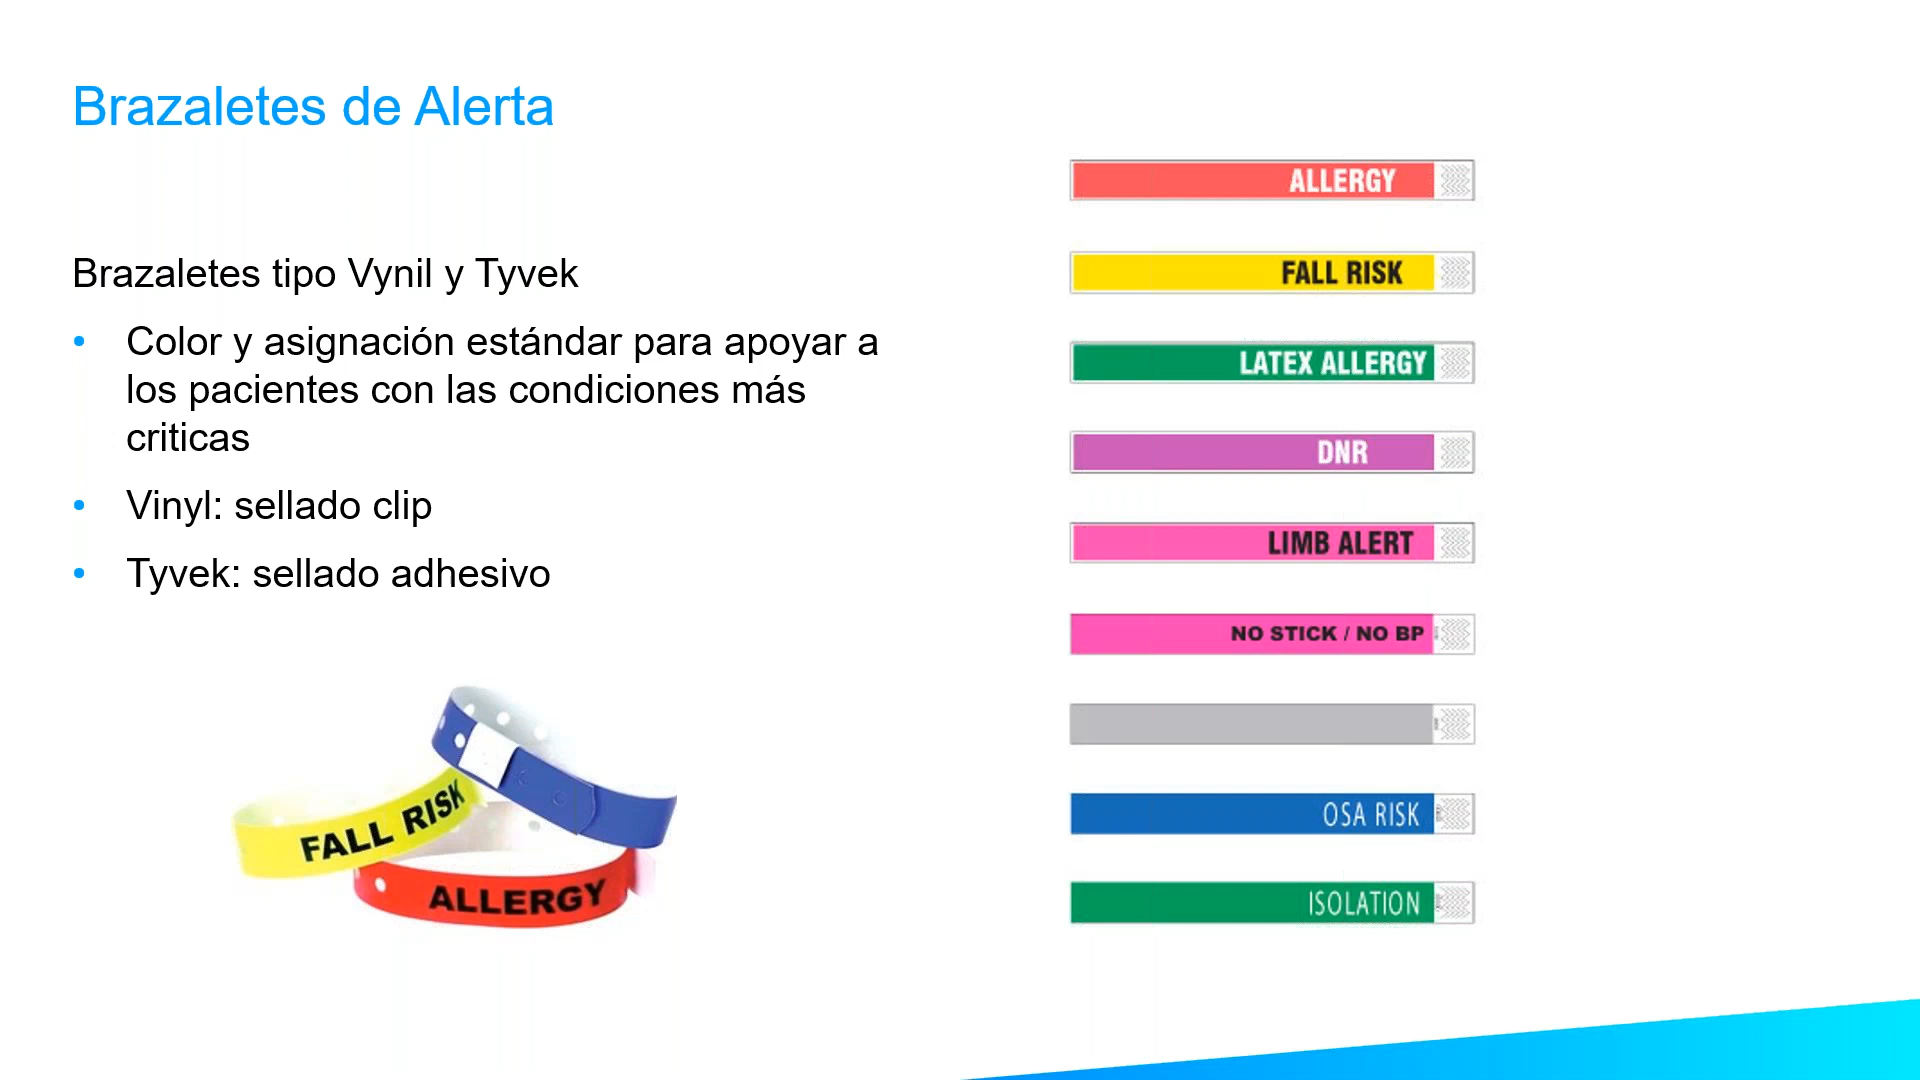 Brazaletes de Alerta
Brazaletes tipo Vynil y Tyvek
• Color y asignación estándar para apoyar a
los pacientes con las condiciones más
criticas
• Vinyl: sellado clip
• Tyvek: sellado adhesivo
FALL RISK
ALLERGY
ALLERGY
FALL RISK
LATEX ALLERGY
DNR
LIMB ALERT
NO STICK / NO BP
OSA RISK
ISOLATION